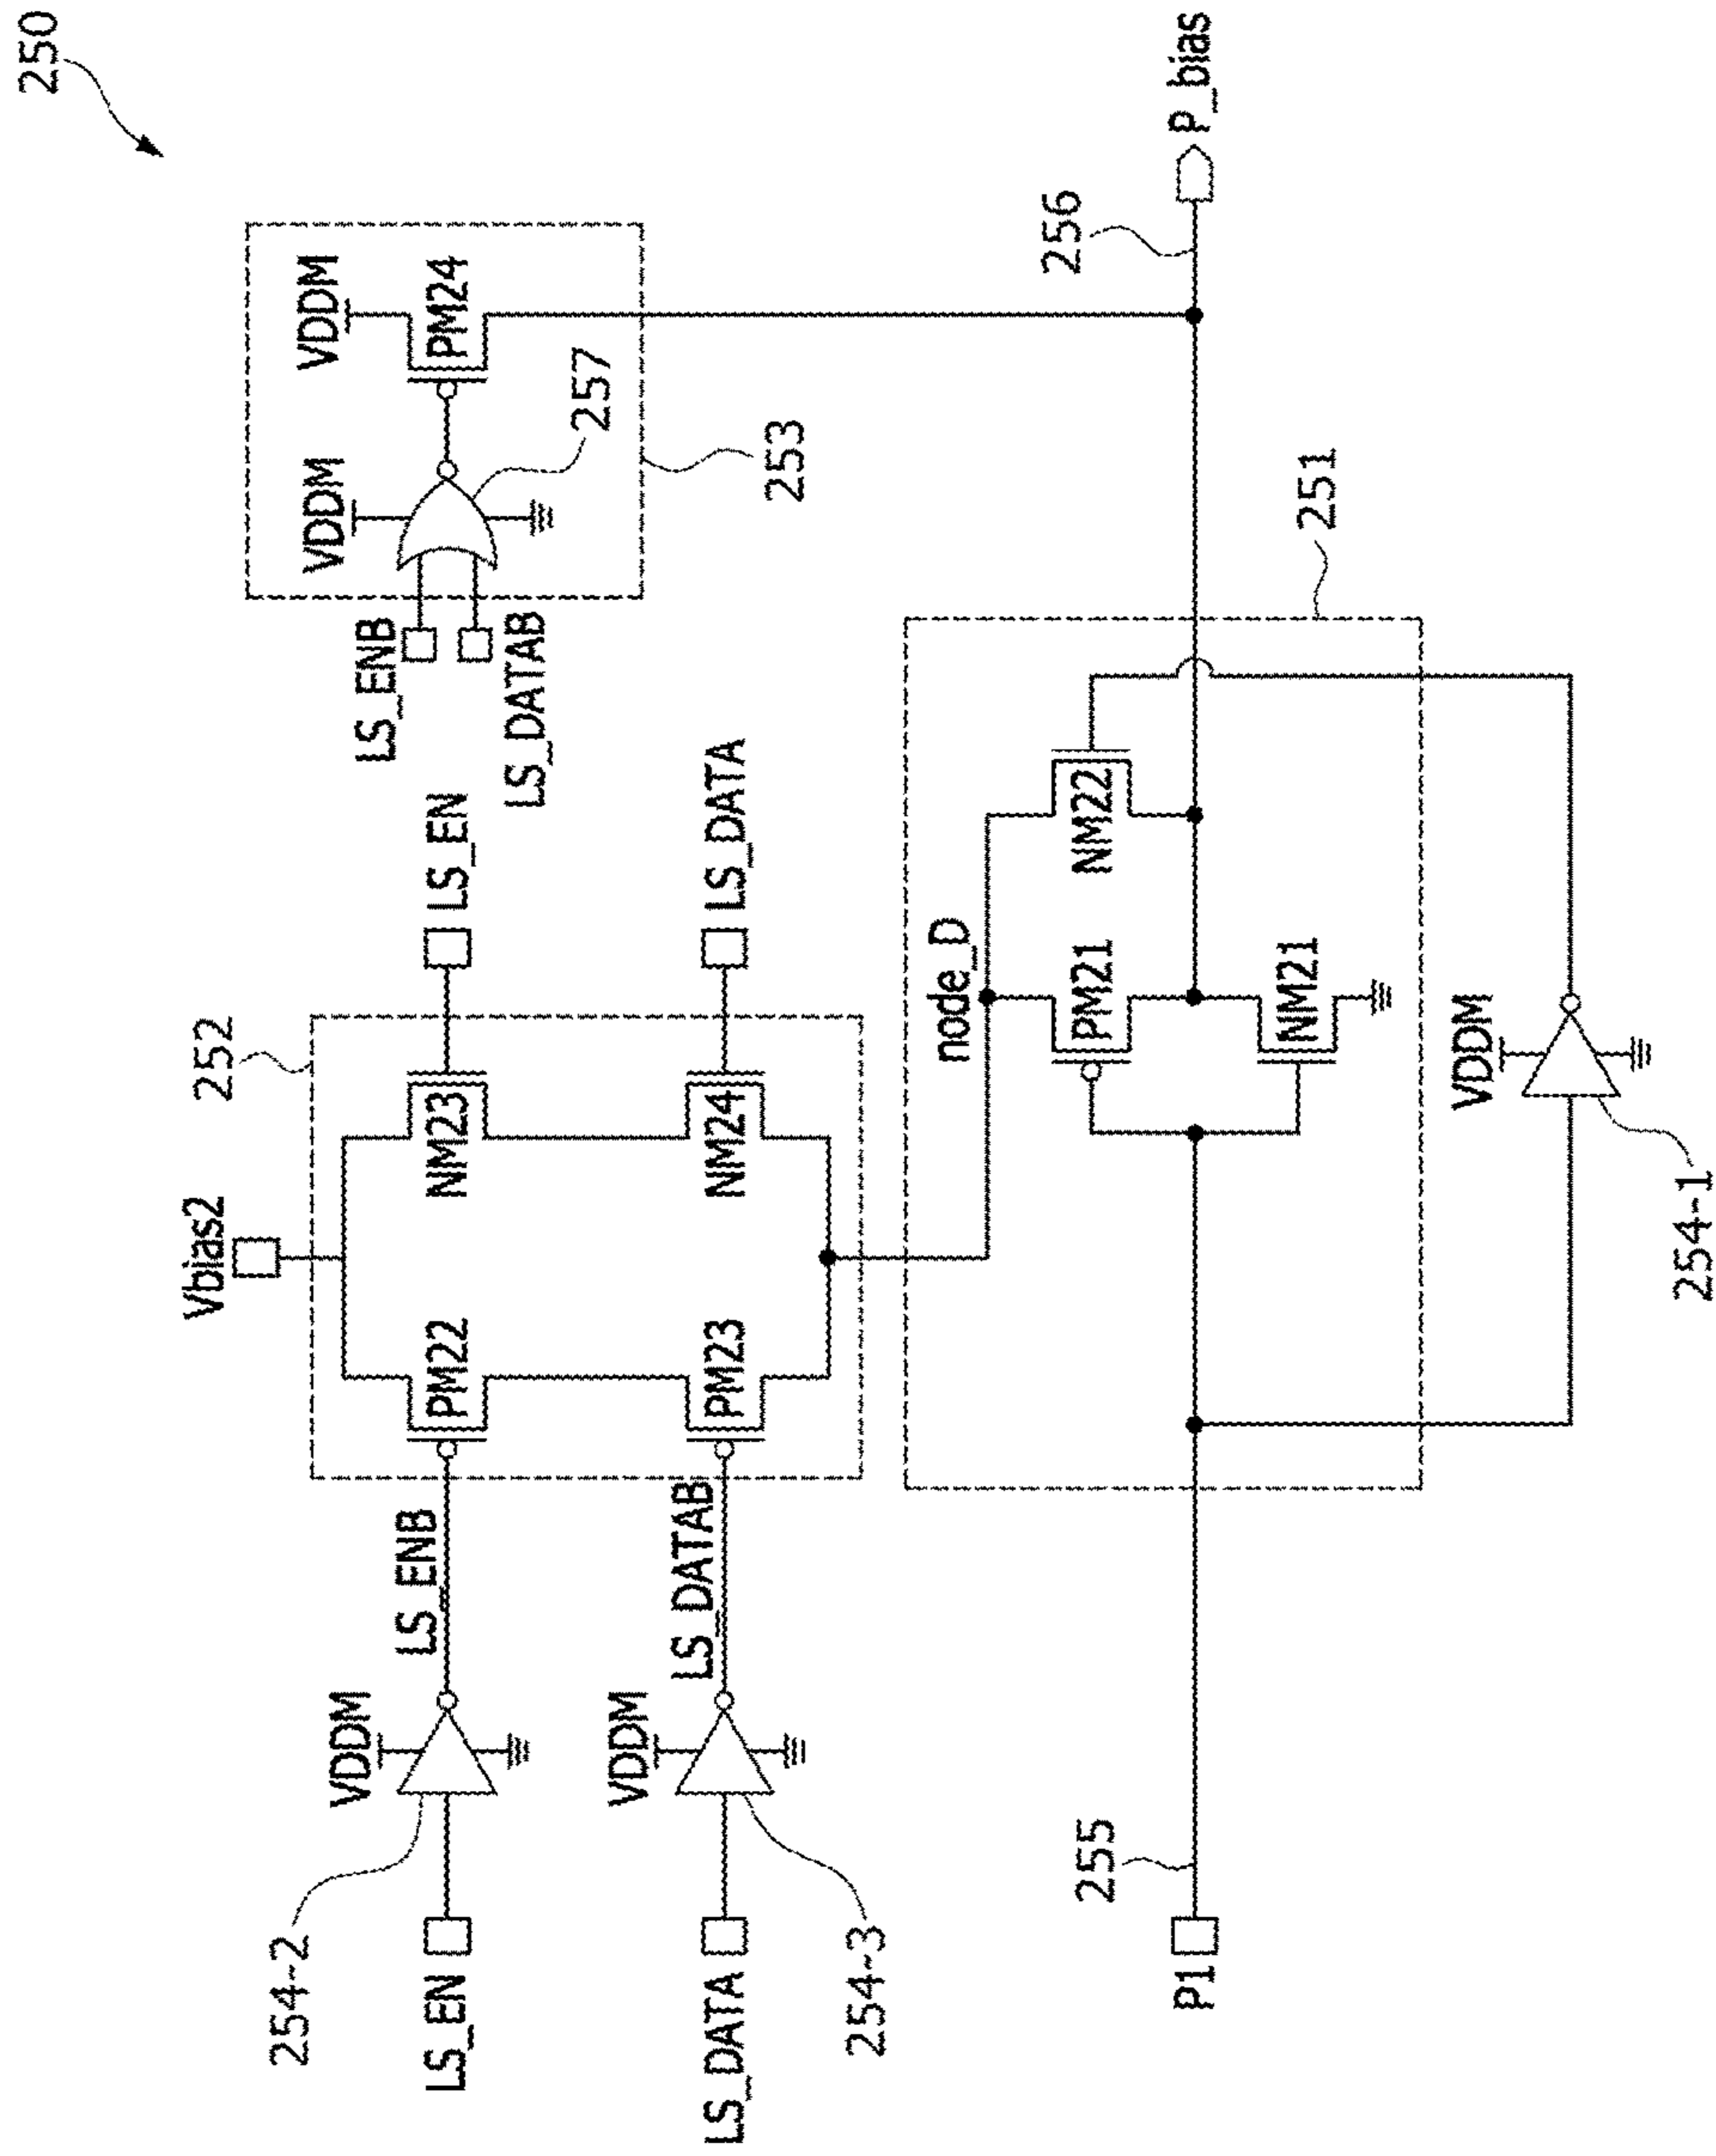 250
VDDM
VDDM
PM24
257
253
LS_ENB
LS_DATAB
256
P_bias
Vbias2
252
LS_EN
LS_DATA
PM22
NM23
PM23
NM24
254-2
LS_EN
VDDM
LS_ENB
LS_DATA
VDDM
LS_DATAB
254-3
251
node_D
PM21
NM22
NM21
P1
255
VDDM
254-1